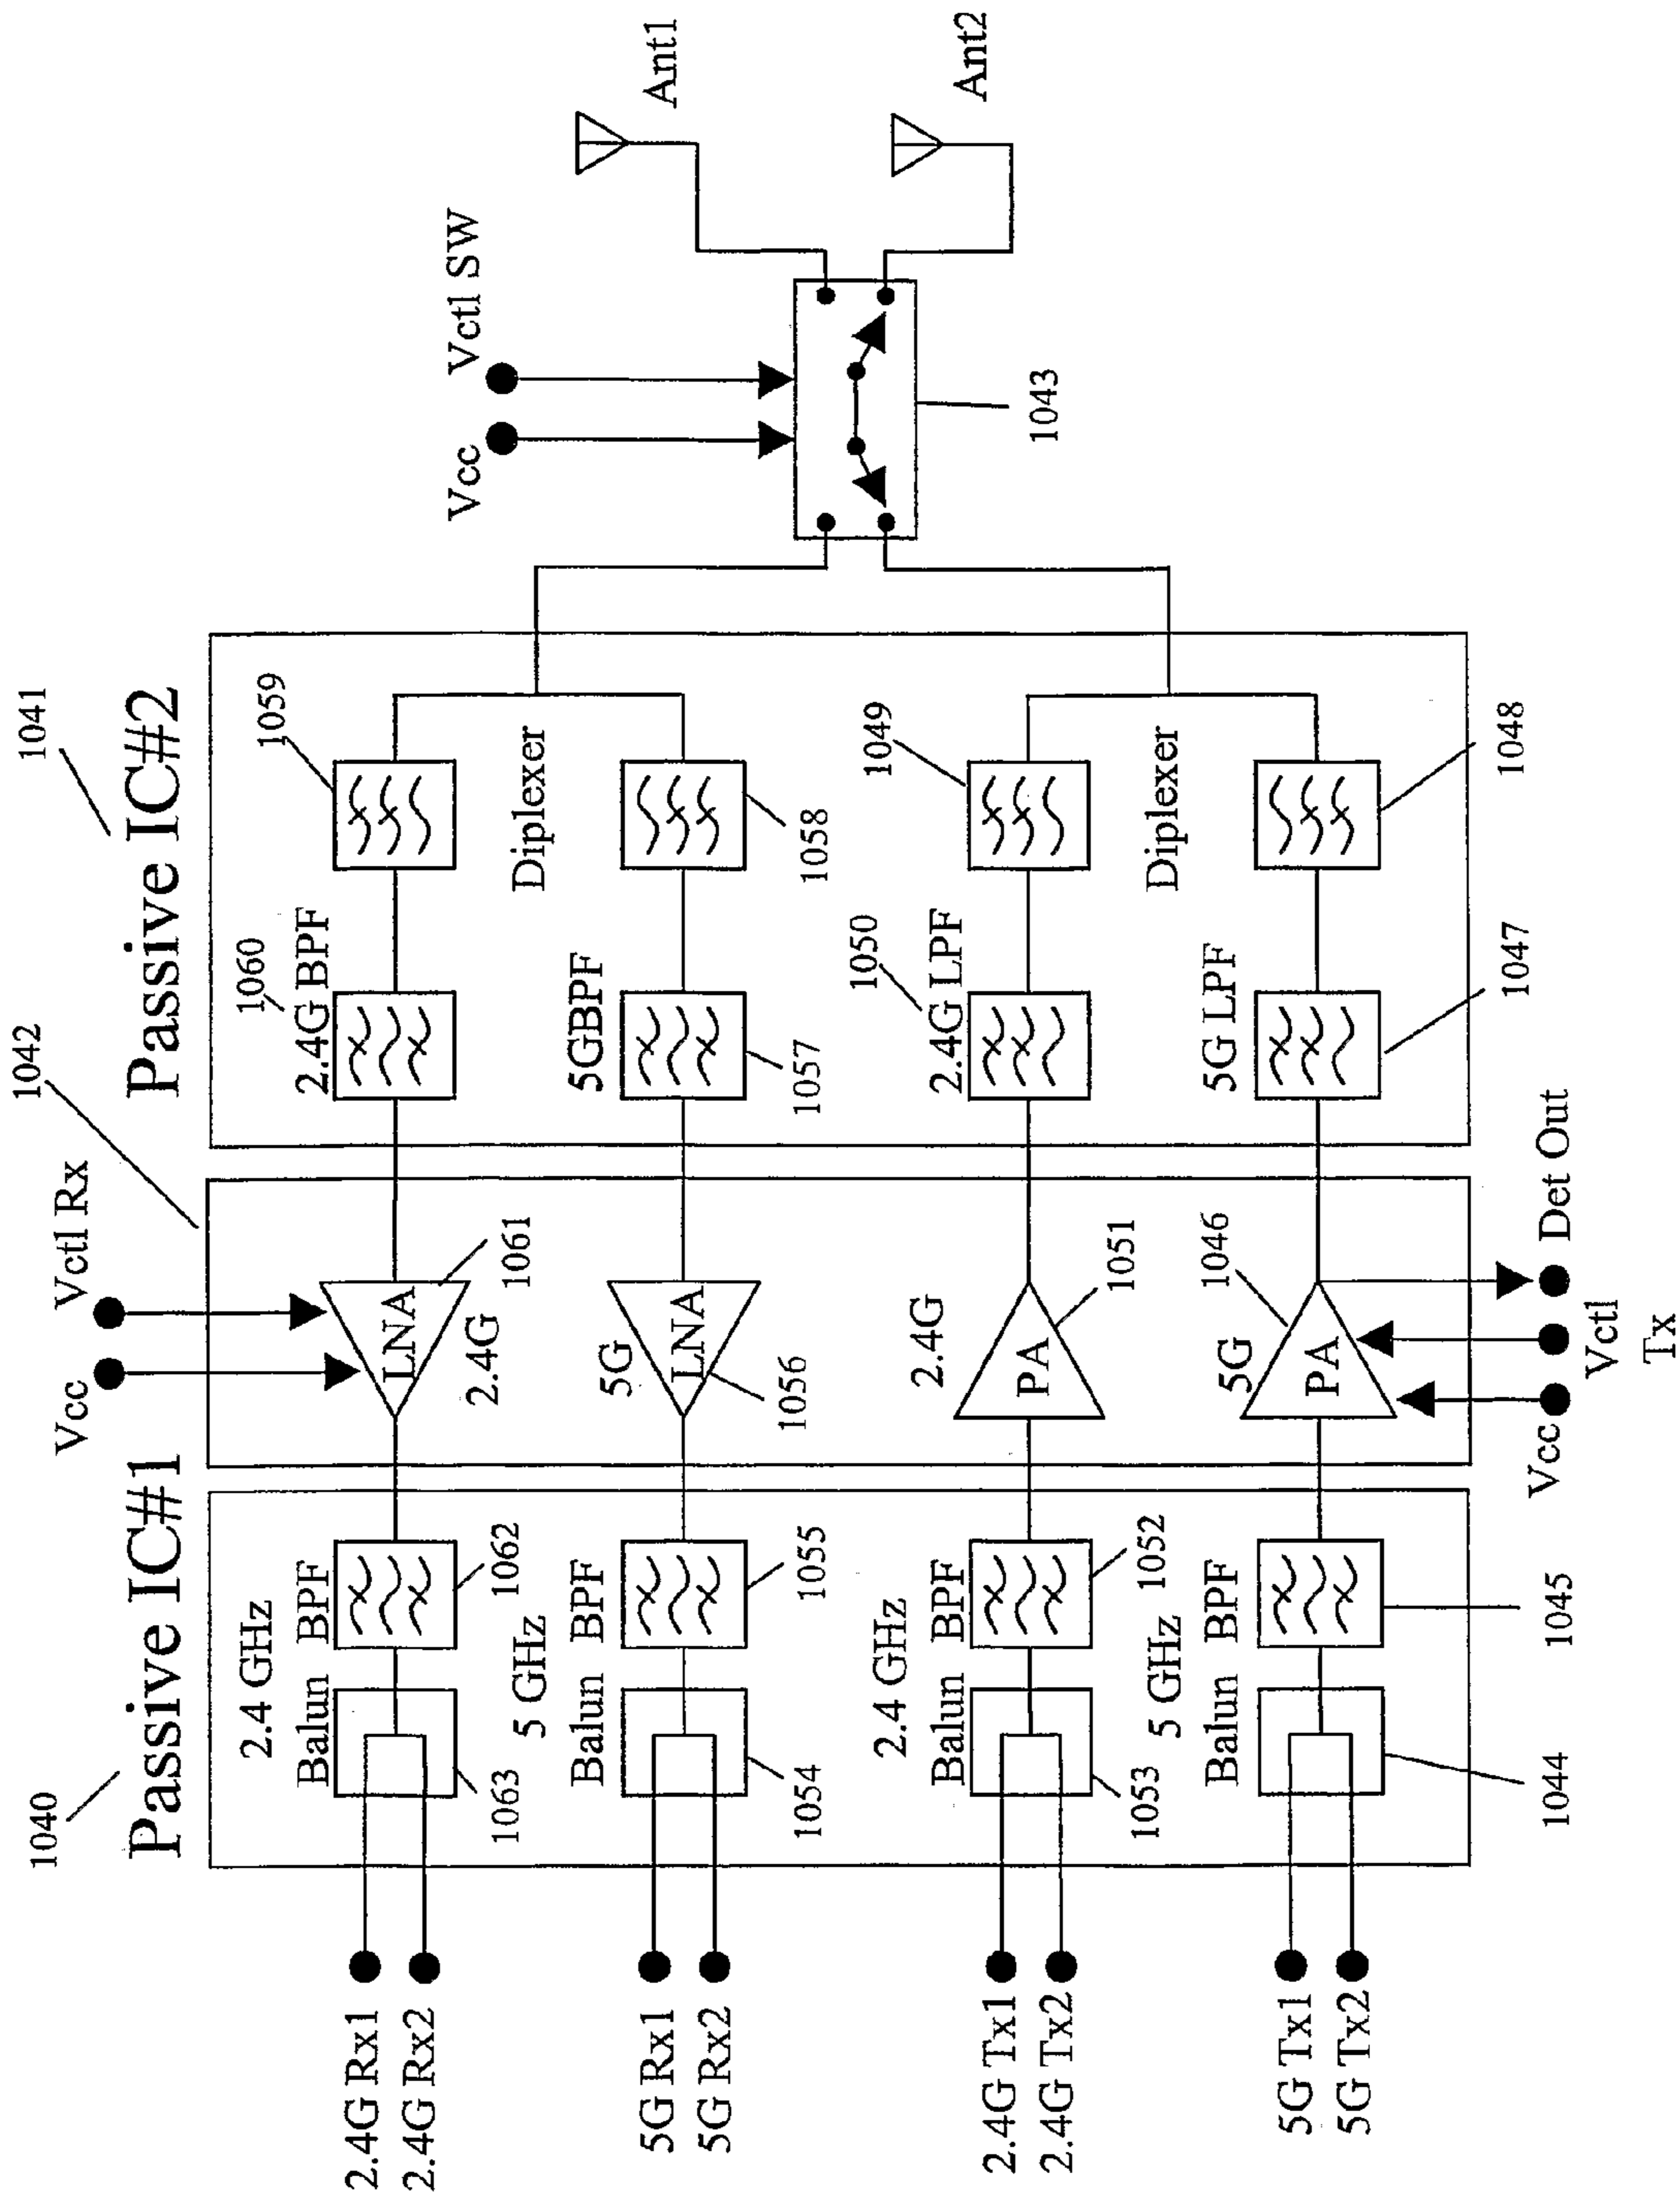 1040
Passive IC#1
1042
1041
Passive IC#2
Vcc
Vctl Rx
2.4 GHz
Balun BPF
1063
1062
LNA
2.4G
1061
1060
2.4G BPF
1059
2.4G Rx1
2.4G Rx2
5 GHz
Balun BPF
1054
1055
5G
LNA
1056
5GBPF
1057
Diplexer
1058
5G Rx1
5G Rx2
2.4 GHz
Balun BPF
1053
1052
2.4G
PA
1051
1050
2.4G LPF
1049
2.4G Tx1
2.4G Tx2
5 GHz
Balun BPF
1044
1045
5G
PA
1046
5G LPF
1047
Diplexer
1048
5G Tx1
5G Tx2
Vcc
Vctl
Tx
Det Out
Vcc
Vctl SW
1043
Ant1
Ant2